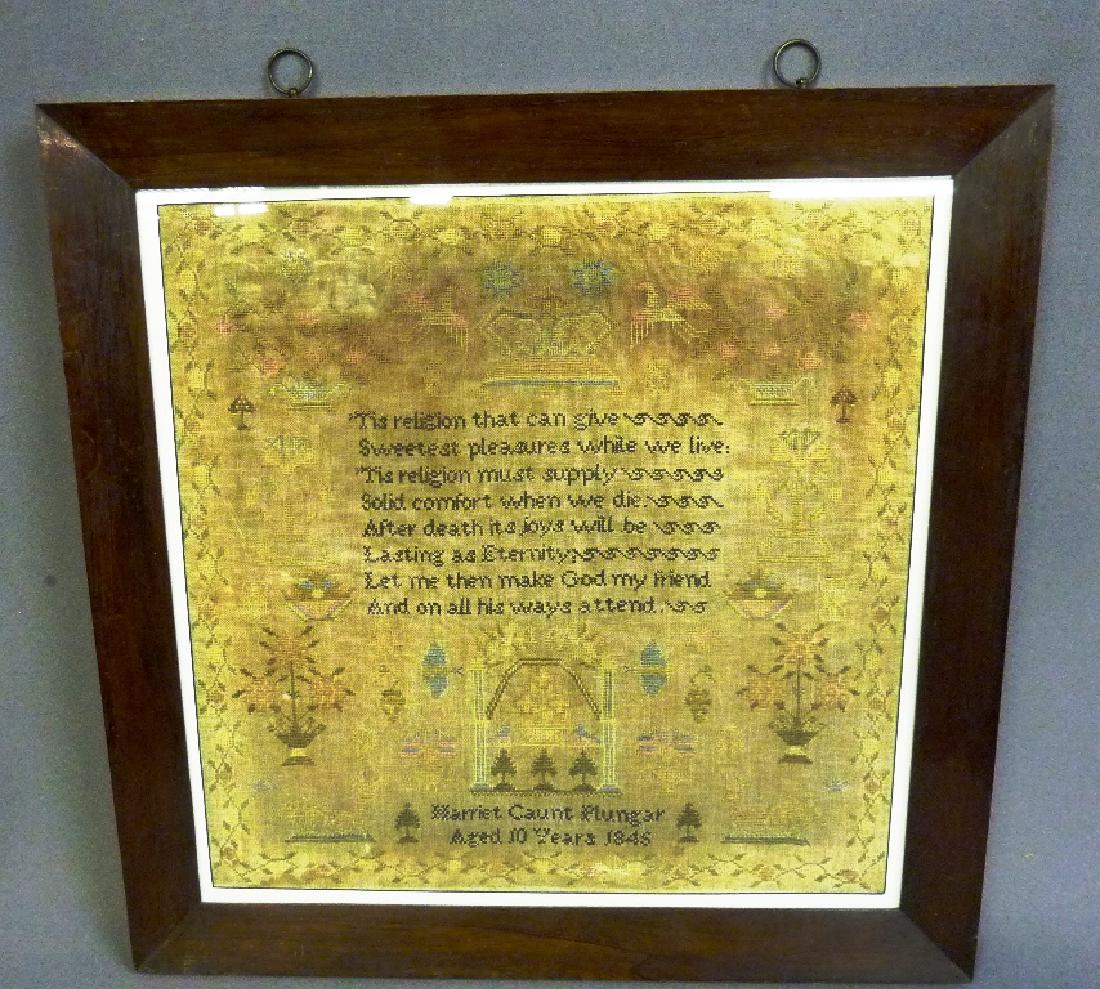 'Tis religion that can give
Sweetest pleasures while we live:
'Tis religion must supply
Solid comfort when we die.
After death its joys will be
Lasting as Eternity;
Let me then make God my friend
And on all his ways attend.
Harriet Caunt Plungar
Aged 10 Years 1846